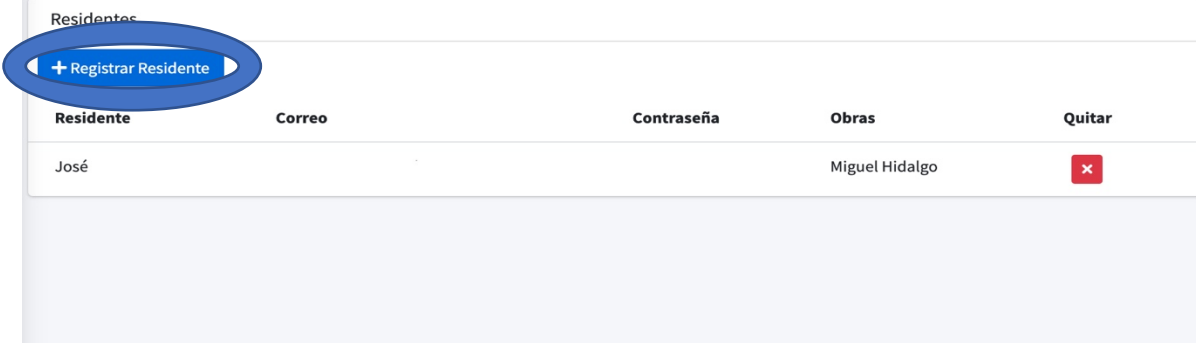 Residentes
+ Registrar Residente
Residente Correo Contraseña Obras Quitar
José Miguel Hidalgo